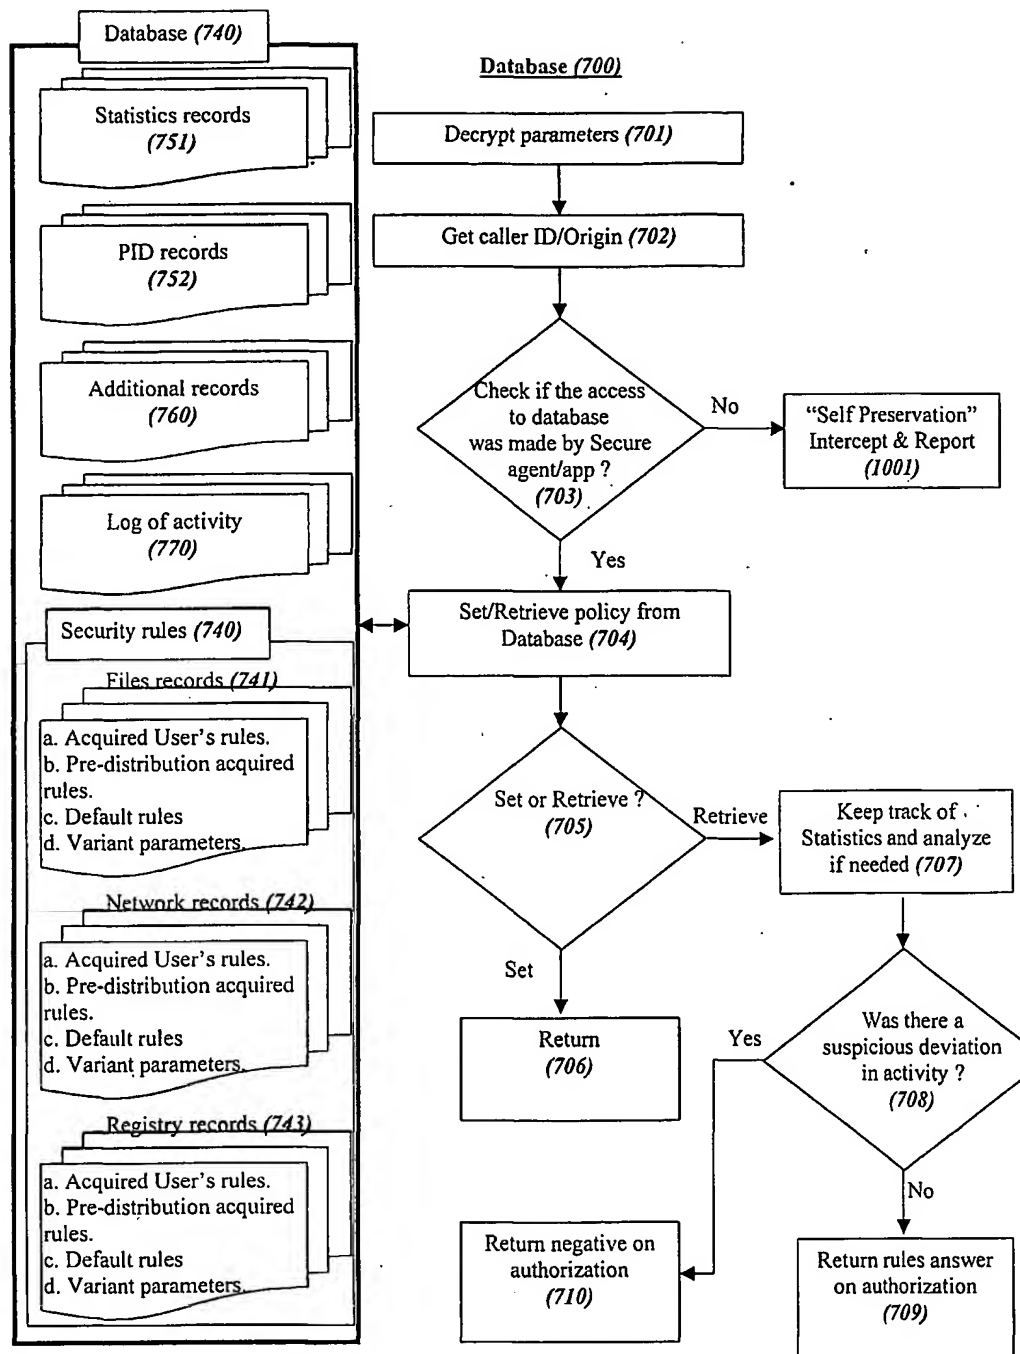 Database (740)
Statistics records
(751)
PID records
(752)
Additional records
(760)
Log of activity
(770)
Security rules (740)
Files records (741)
a. Acquired User's rules.
b. Pre-distribution acquired
rules.
c. Default rules
d. Variant parameters.
Network records (742)
a. Acquired User's rules.
b. Pre-distribution acquired
rules.
c. Default rules
d. Variant parameters.
Registry records (743)
a. Acquired User's rules.
b. Pre-distribution acquired
rules.
c. Default rules
d. Variant parameters.
Database (700)
Decrypt parameters (701)
Get caller ID/Origin (702)
Check if the access
to database
was made by Secure
agent/app ?
(703)
No
“Self Preservation”
Intercept & Report
(1001)
Yes
Set/Retrieve policy from
Database (704)
Set or Retrieve ?
(705)
Retrieve
Keep track of
Statistics and analyze
if needed (707)
Set
Return
(706)
Was there a
suspicious deviation
in activity ?
(708)
Yes
No
Return negative on
authorization
(710)
Return rules answer
on authorization
(709)